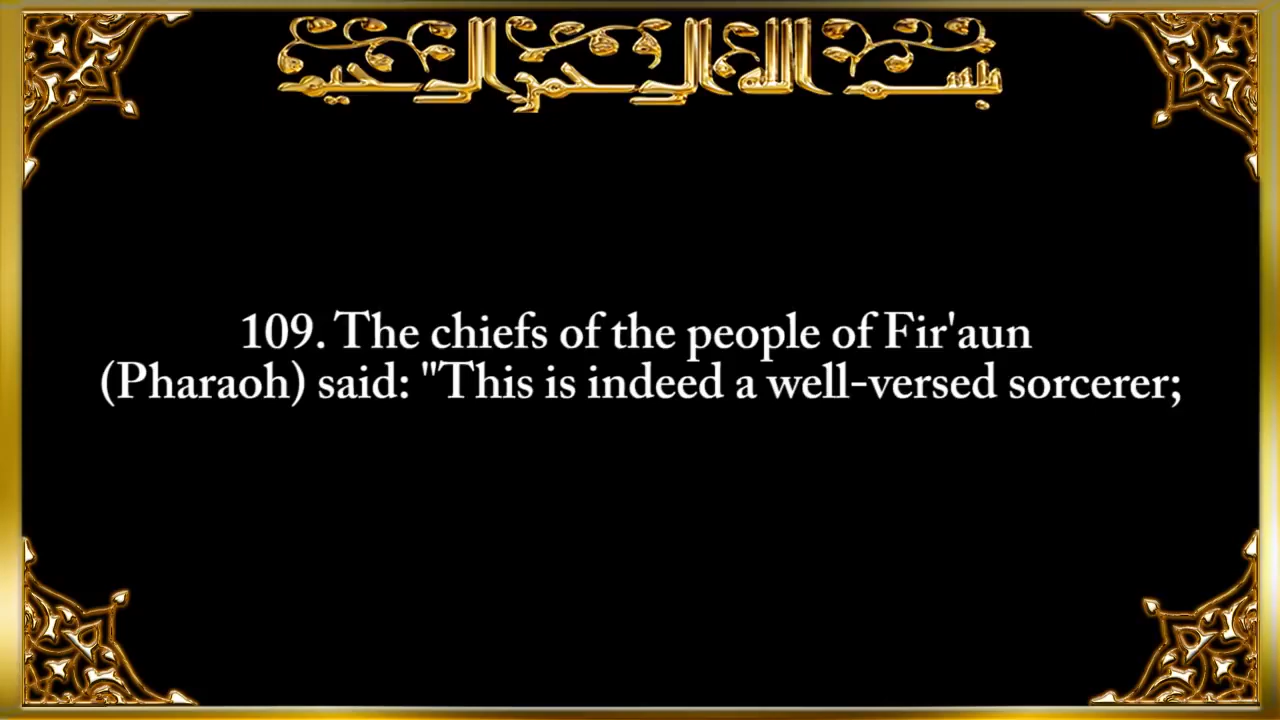 بسم الله الرحمن الرحيم
109. The chiefs of the people of Fir'aun
(Pharaoh) said: "This is indeed a well-versed sorcerer;